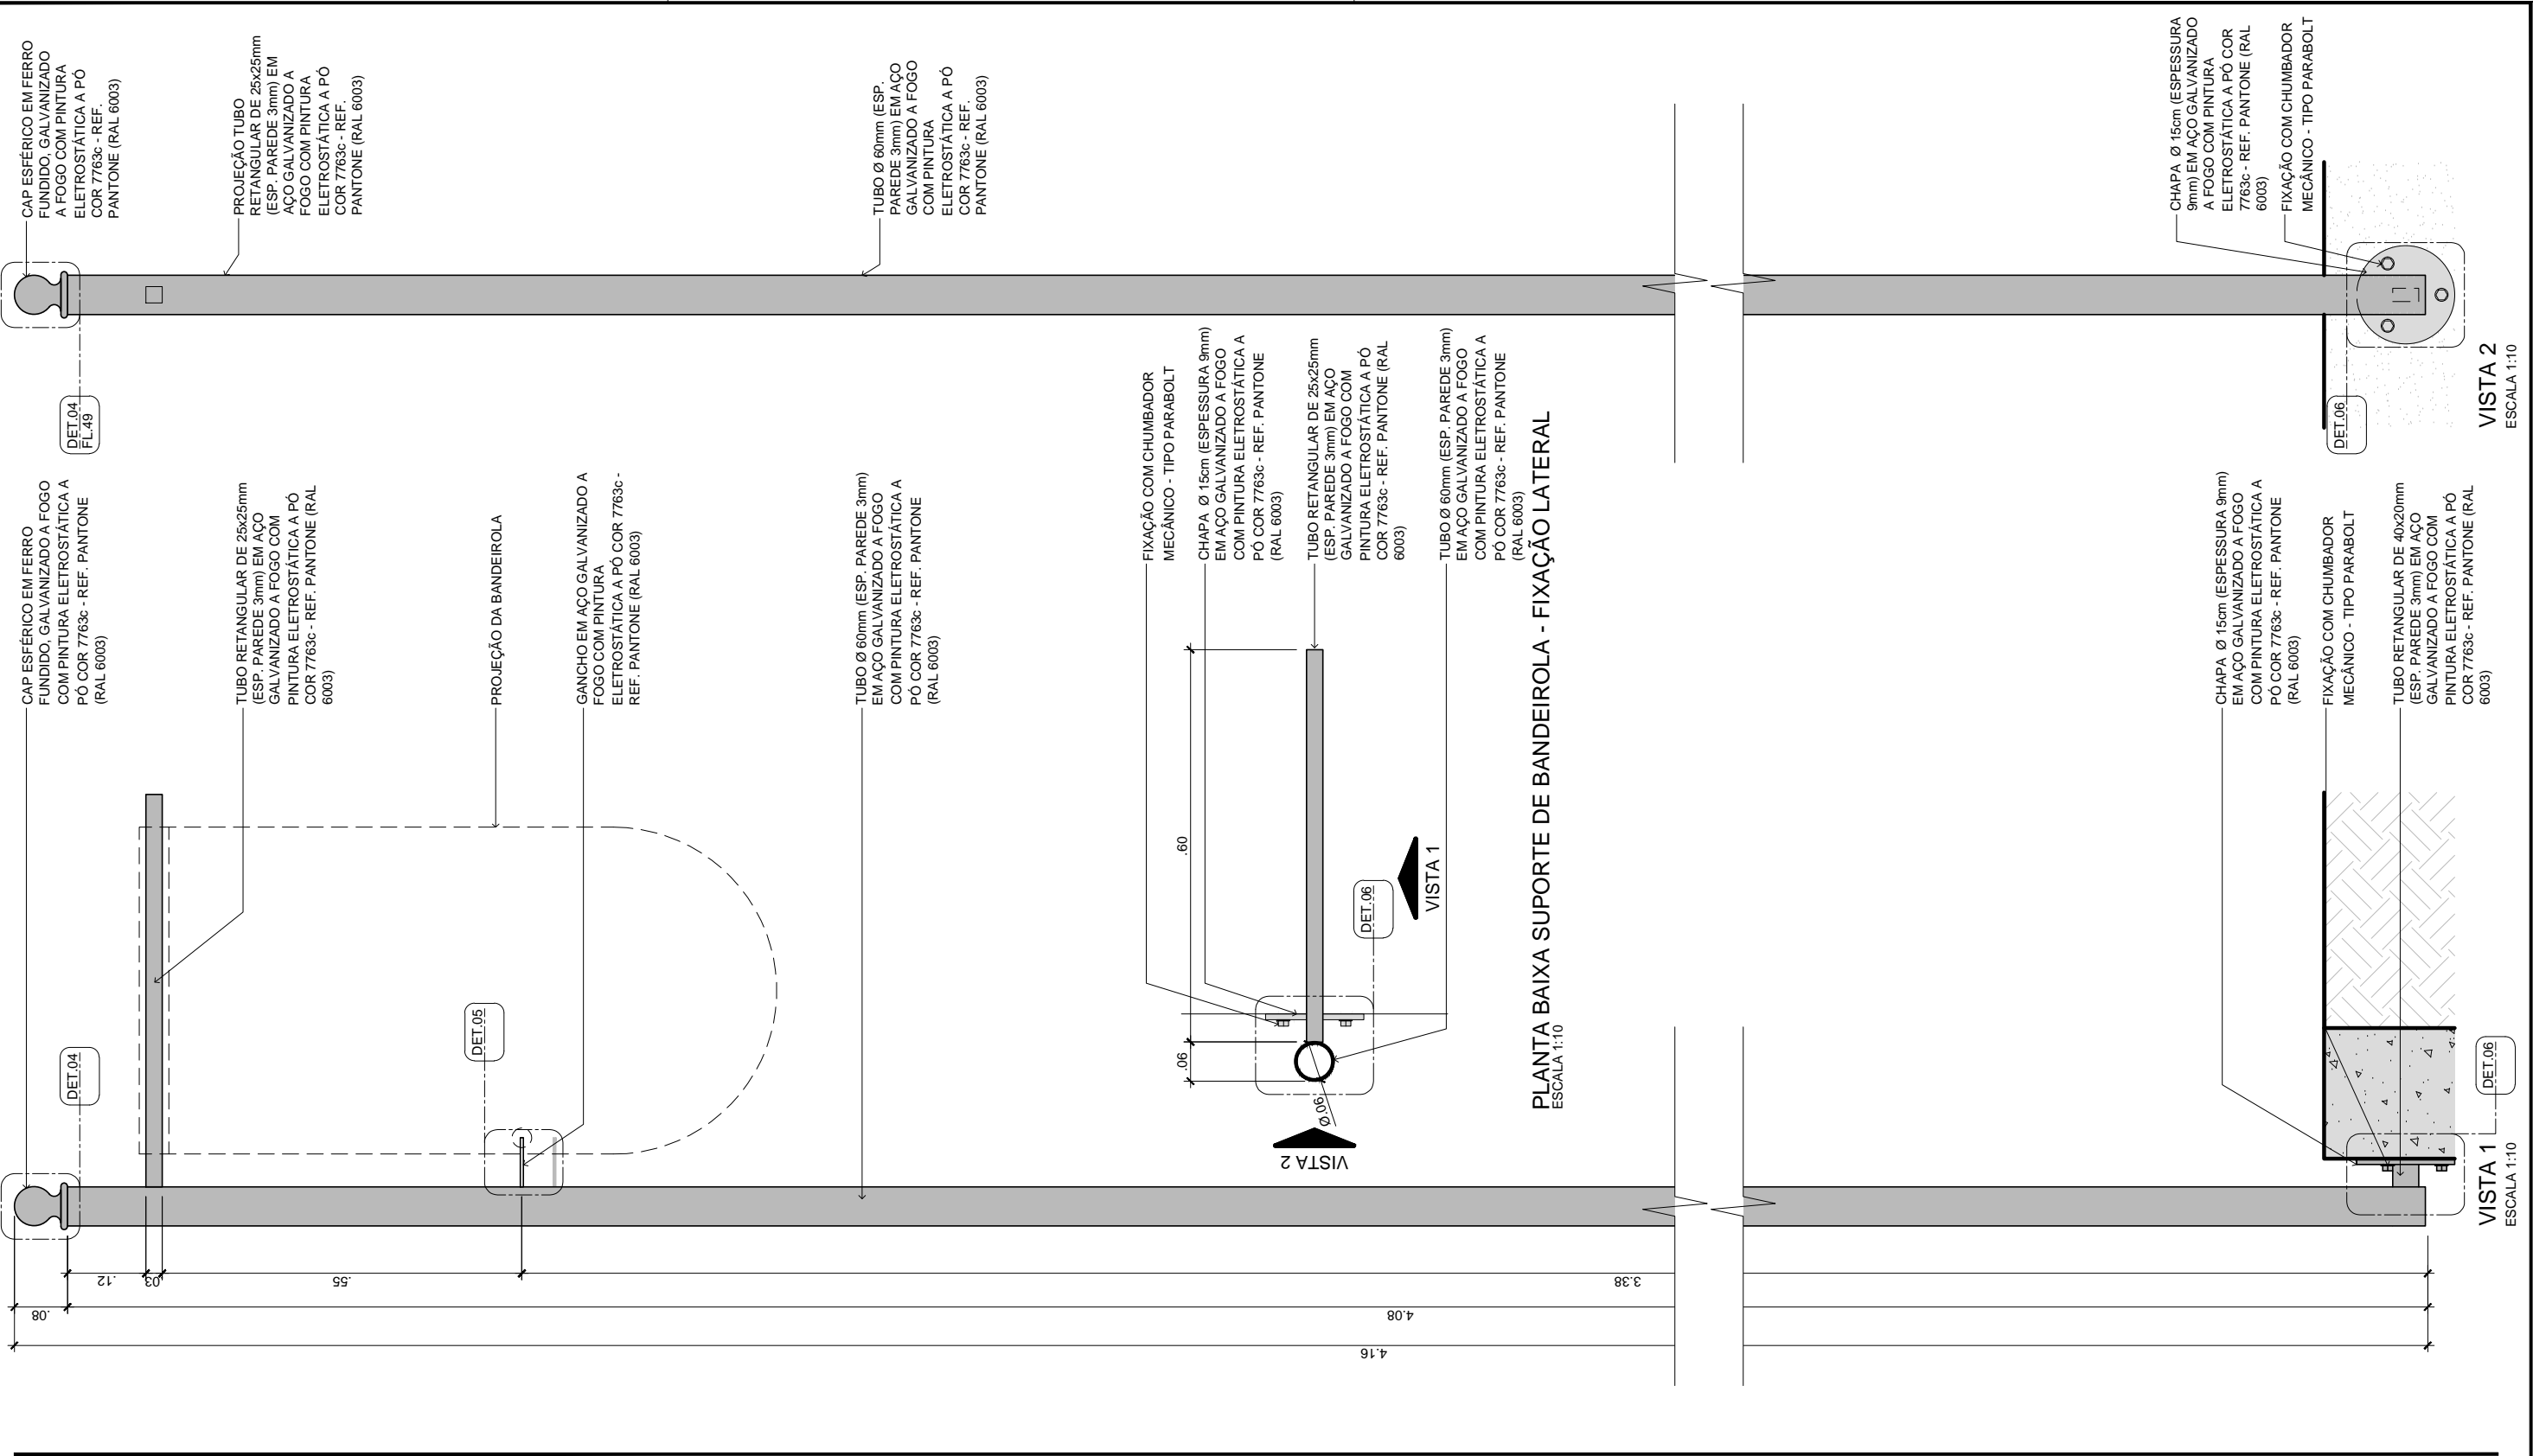 CAP ESFÉRICO EM FERRO
FUNDIDO, GALVANIZADO A FOGO
COM PINTURA ELETROSTÁTICA A
PÓ COR 7763c - REF. PANTONE
(RAL 6003)
TUBO RETANGULAR DE 25x25mm
(ESP. PAREDE 3mm) EM AÇO
GALVANIZADO A FOGO COM
PINTURA ELETROSTÁTICA A PÓ
COR 7763c - REF. PANTONE (RAL
6003)
PROJEÇÃO DA BANDEIROLA
GANCHO EM AÇO GALVANIZADO A
FOGO COM PINTURA
ELETROSTÁTICA A PÓ COR 7763c -
REF. PANTONE (RAL 6003)
TUBO Ø 60mm (ESP. PAREDE 3mm)
EM AÇO GALVANIZADO A FOGO
COM PINTURA ELETROSTÁTICA A
PÓ COR 7763c - REF. PANTONE
(RAL 6003)
DET.04
DET.05
.08
.12
.03
.55
3.38
4.08
4.16
CHAPA Ø 15cm (ESPESSURA 9mm)
EM AÇO GALVANIZADO A FOGO
COM PINTURA ELETROSTÁTICA A
PÓ COR 7763c - REF. PANTONE
(RAL 6003)
FIXAÇÃO COM CHUMBADOR
MECÂNICO - TIPO PARABOLT
TUBO RETANGULAR DE 40x20mm
(ESP. PAREDE 3mm) EM AÇO
GALVANIZADO A FOGO COM
PINTURA ELETROSTÁTICA A PÓ
COR 7763c - REF. PANTONE (RAL
6003)
DET.06
VISTA 1
ESCALA 1:10
CAP ESFÉRICO EM FERRO
FUNDIDO, GALVANIZADO
A FOGO COM PINTURA
ELETROSTÁTICA A PÓ
COR 7763c - REF.
PANTONE (RAL 6003)
PROJEÇÃO TUBO
RETANGULAR DE 25x25mm
(ESP. PAREDE 3mm) EM
AÇO GALVANIZADO A
FOGO COM PINTURA
ELETROSTÁTICA A PÓ
COR 7763c - REF.
PANTONE (RAL 6003)
TUBO Ø 60mm (ESP.
PAREDE 3mm) EM AÇO
GALVANIZADO A FOGO
COM PINTURA
ELETROSTÁTICA A PÓ
COR 7763c - REF.
PANTONE (RAL 6003)
DET.04
FL.49
FIXAÇÃO COM CHUMBADOR
MECÂNICO - TIPO PARABOLT
CHAPA Ø 15cm (ESPESSURA 9mm)
EM AÇO GALVANIZADO A FOGO
COM PINTURA ELETROSTÁTICA A
PÓ COR 7763c - REF. PANTONE
(RAL 6003)
TUBO RETANGULAR DE 25x25mm
(ESP. PAREDE 3mm) EM AÇO
GALVANIZADO A FOGO COM
PINTURA ELETROSTÁTICA A PÓ
COR 7763c - REF. PANTONE (RAL
6003)
TUBO Ø 60mm (ESP. PAREDE 3mm)
EM AÇO GALVANIZADO A FOGO
COM PINTURA ELETROSTÁTICA A
PÓ COR 7763c - REF. PANTONE
(RAL 6003)
.06
.60
Ø.06
DET.06
VISTA 1
VISTA 2
PLANTA BAIXA SUPORTE DE BANDEIROLA - FIXAÇÃO LATERAL
ESCALA 1:10
CHAPA Ø 15cm (ESPESSURA
9mm) EM AÇO GALVANIZADO
A FOGO COM PINTURA
ELETROSTÁTICA A PÓ COR
7763c - REF. PANTONE (RAL
6003)
FIXAÇÃO COM CHUMBADOR
MECÂNICO - TIPO PARABOLT
DET.06
VISTA 2
ESCALA 1:10